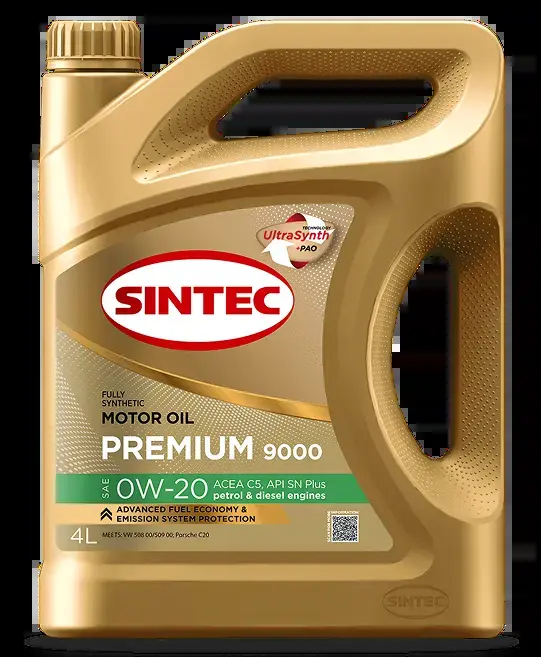 TECHNOLOGY
UltraSynth
+PAO
SINTEC
FULLY
SYNTHETIC
MOTOR OIL
PREMIUM 9000
SAE 0W-20 ACEA C5, API SN Plus
petrol & diesel engines
ADVANCED FUEL ECONOMY &
EMISSION SYSTEM PROTECTION
INFORMATION
4L MEETS: VW 508 00/509 00; Porsche C20
SINTEC